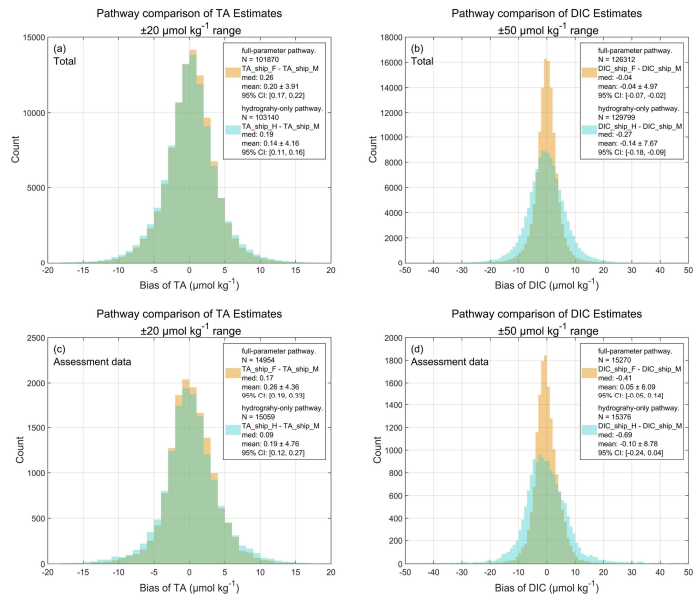 Pathway comparison of TA Estimates
±20 µmol kg⁻¹ range
(a)
Total
full-parameter pathway.
N = 101870
TA_ship_F - TA_ship_M
med: 0.26
mean: 0.20 ± 3.91
95% CI: [0.17, 0.22]
hydrograhy-only pathway.
N = 103140
TA_ship_H - TA_ship_M
med: 0.19
mean: 0.14 ± 4.16
95% CI: [0.11, 0.16]
15000
10000
5000
0
Count
-20 -15 -10 -5 0 5 10 15 20
Bias of TA (µmol kg⁻¹)
Pathway comparison of DIC Estimates
±50 µmol kg⁻¹ range
(b)
Total
full-parameter pathway.
N = 126312
DIC_ship_F - DIC_ship_M
med: -0.04
mean: -0.04 ± 4.97
95% CI: [-0.07, -0.02]
hydrograhy-only pathway.
N = 129799
DIC_ship_H - DIC_ship_M
med: -0.27
mean: -0.14 ± 7.67
95% CI: [-0.18, -0.09]
18000
16000
14000
12000
10000
8000
6000
4000
2000
0
Count
-50 -40 -30 -20 -10 0 10 20 30 40 50
Bias of DIC (µmol kg⁻¹)
Pathway comparison of TA Estimates
±20 µmol kg⁻¹ range
(c)
Assessment data
full-parameter pathway.
N = 14954
TA_ship_F - TA_ship_M
med: 0.17
mean: 0.26 ± 4.36
95% CI: [0.19, 0.33]
hydrograhy-only pathway.
N = 15059
TA_ship_H - TA_ship_M
med: 0.09
mean: 0.19 ± 4.76
95% CI: [0.12, 0.27]
2500
2000
1500
1000
500
0
Count
-20 -15 -10 -5 0 5 10 15 20
Bias of TA (µmol kg⁻¹)
Pathway comparison of DIC Estimates
±50 µmol kg⁻¹ range
(d)
Assessment data
full-parameter pathway.
N = 15270
DIC_ship_F - DIC_ship_M
med: -0.41
mean: 0.05 ± 6.09
95% CI: [-0.05, 0.14]
hydrograhy-only pathway.
N = 15376
DIC_ship_H - DIC_ship_M
med: -0.69
mean: -0.10 ± 8.78
95% CI: [-0.24, 0.04]
2000
1800
1600
1400
1200
1000
800
600
400
200
0
Count
-50 -40 -30 -20 -10 0 10 20 30 40 50
Bias of DIC (µmol kg⁻¹)